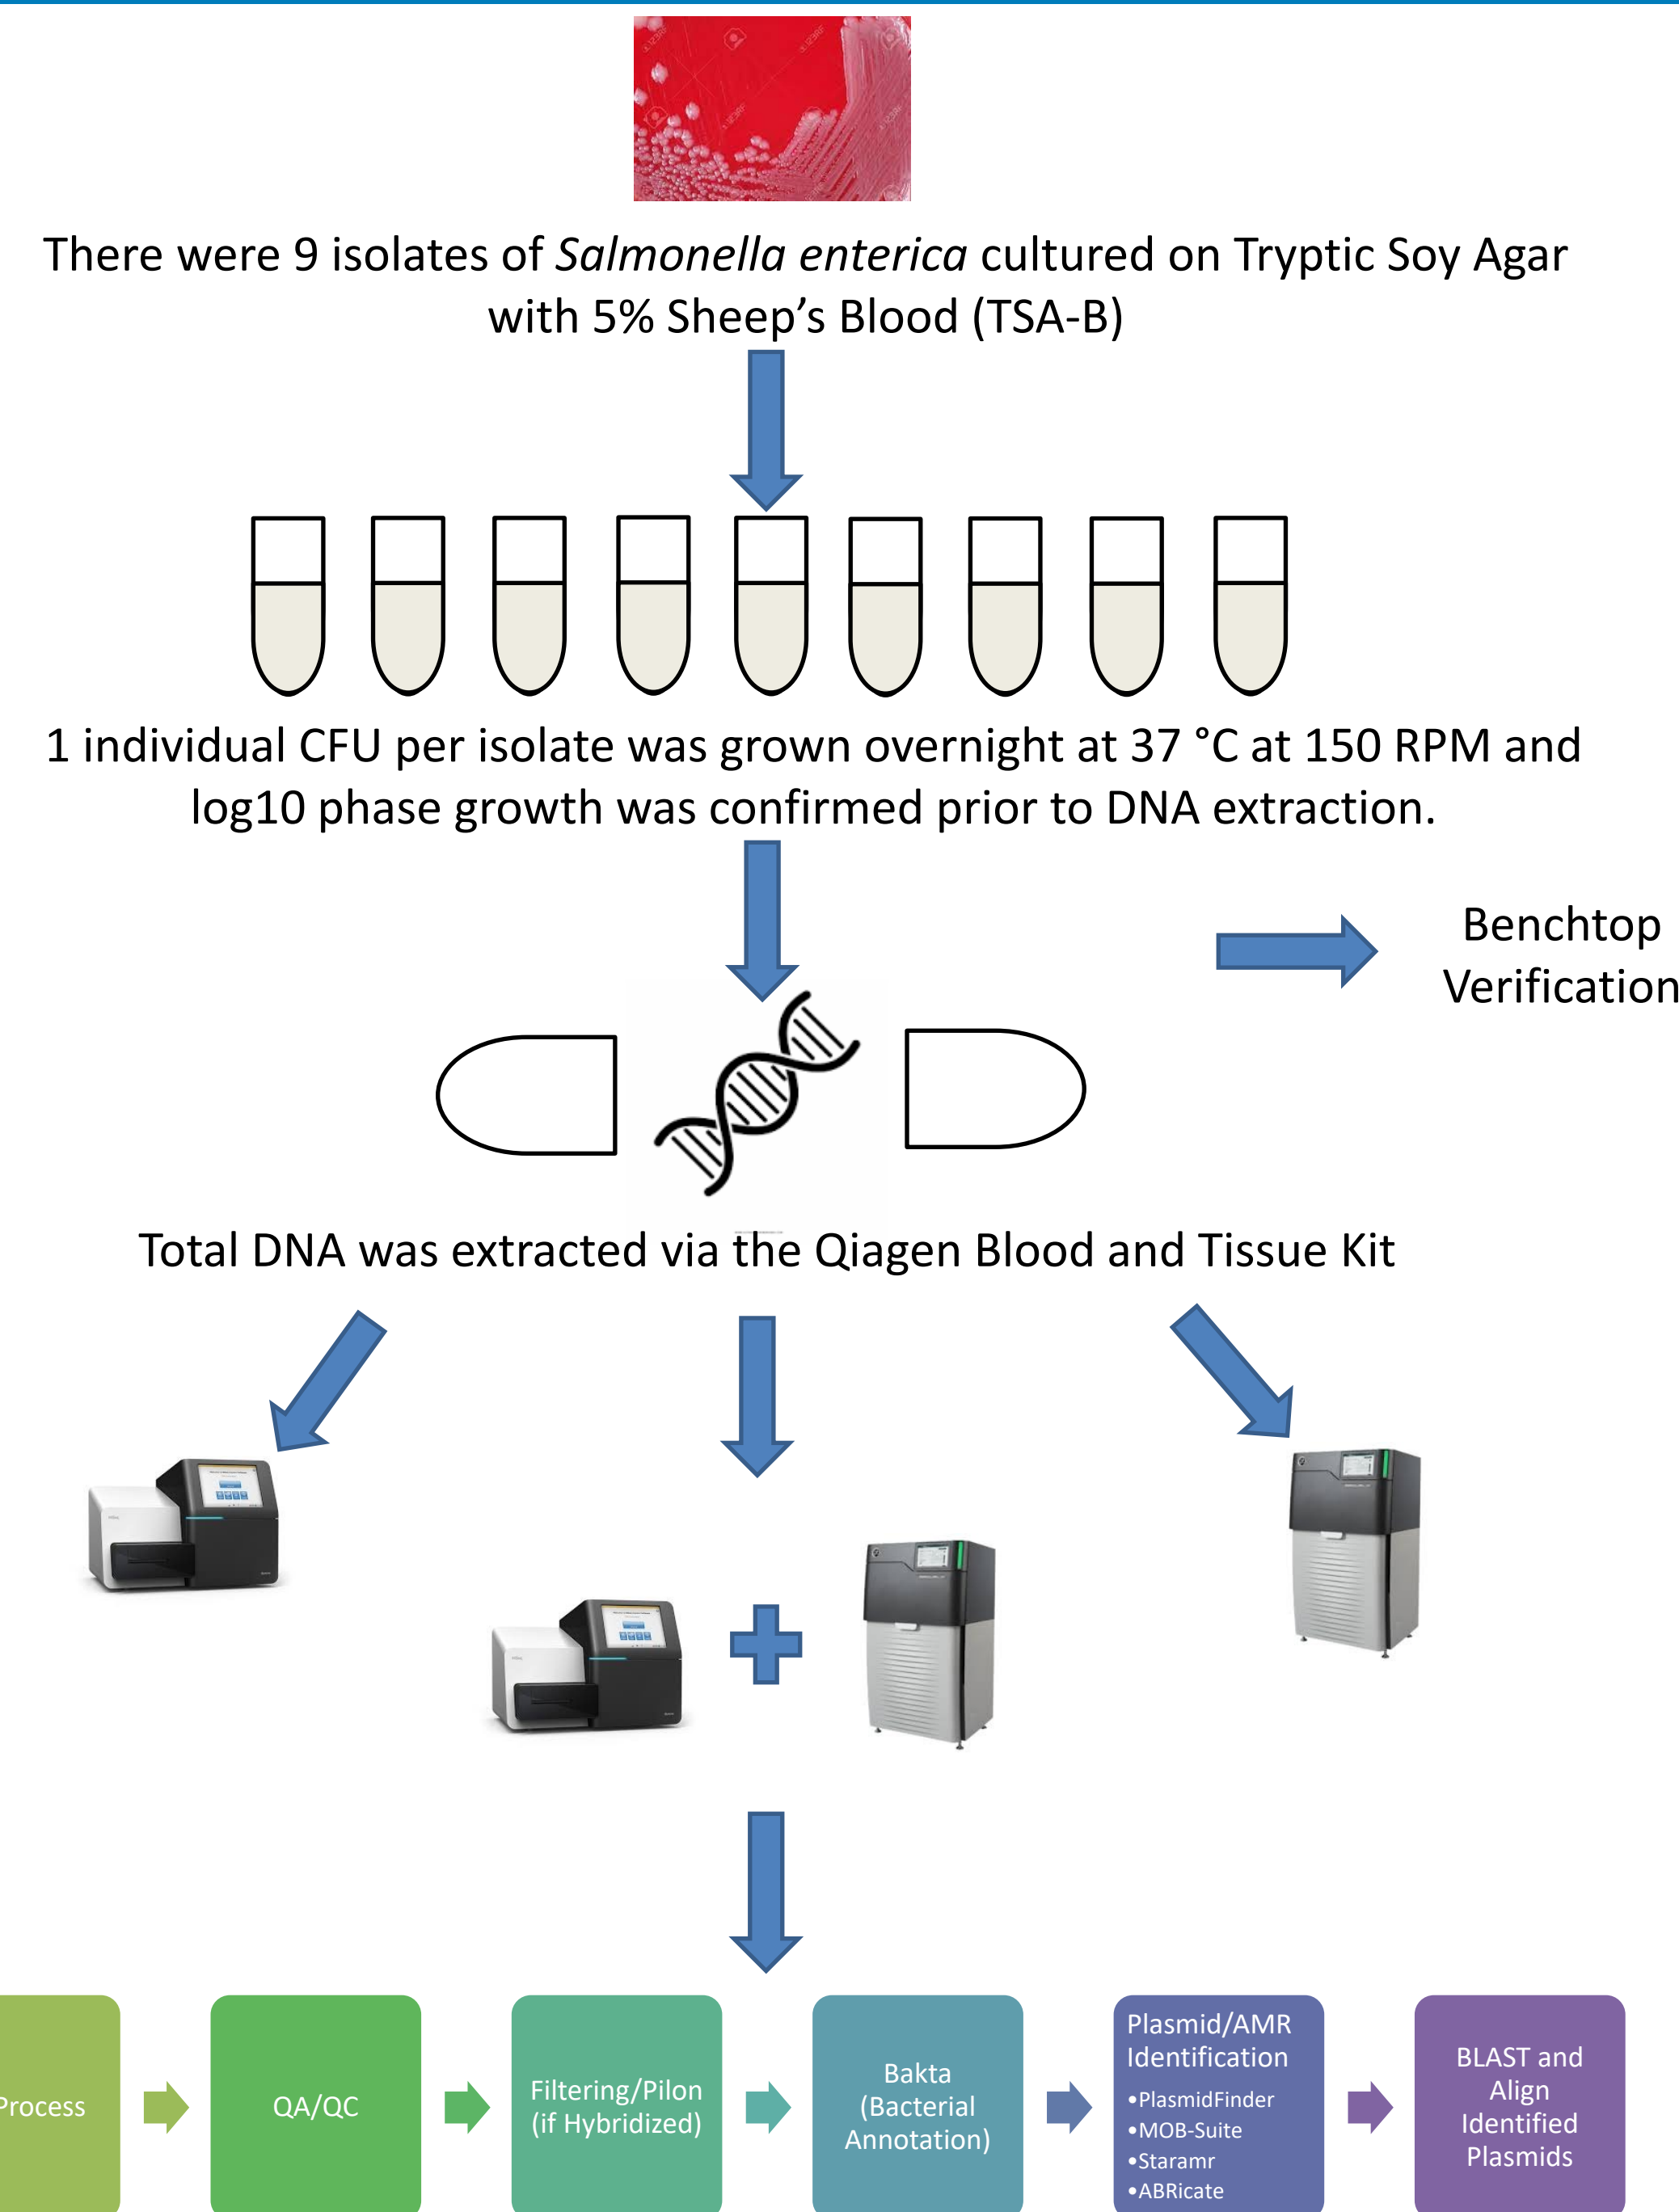 There were 9 isolates of Salmonella enterica cultured on Tryptic Soy Agar
with 5% Sheep’s Blood (TSA-B)
1 individual CFU per isolate was grown overnight at 37 °C at 150 RPM and
log10 phase growth was confirmed prior to DNA extraction.
Benchtop
Verification
Total DNA was extracted via the Qiagen Blood and Tissue Kit
Process
QA/QC
Filtering/Pilon
(if Hybridized)
Bakta
(Bacterial
Annotation)
Plasmid/AMR
Identification
•PlasmidFinder
•MOB-Suite
•Staramr
•ABRicate
BLAST and
Align
Identified
Plasmids